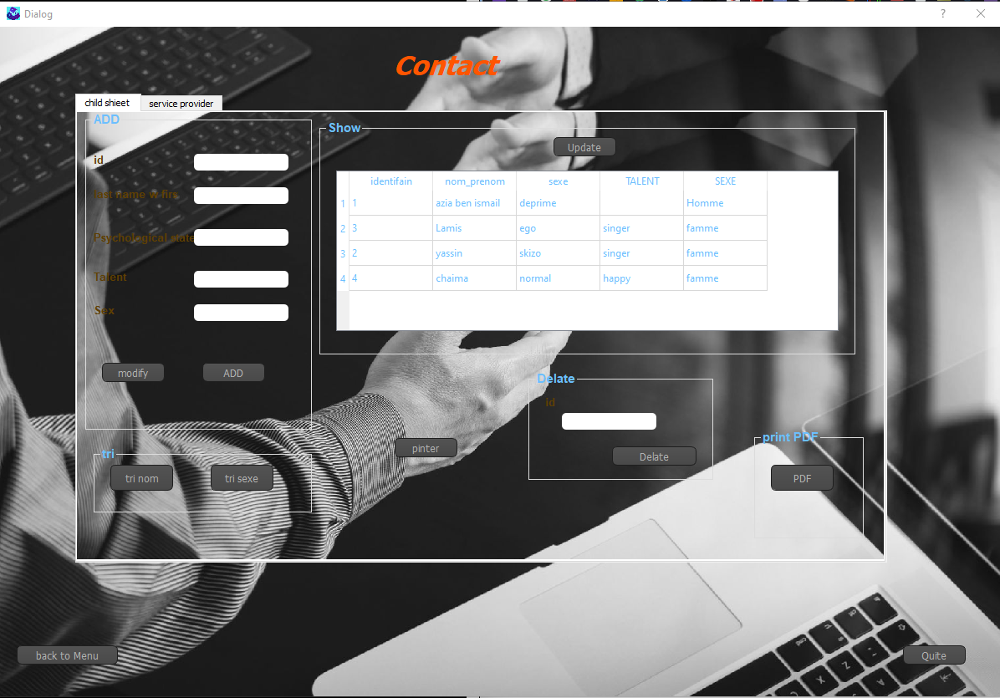 Dialog
Contact
child shieet
service provider
ADD
id
last name w firs
Psychological state
Talent
Sex
modify
ADD
Show
Update
identifain nom_prenom sexe TALENT SEXE
1 1 azia ben ismail deprime Homme
2 3 Lamis ego singer famme
3 2 yassin skizo singer famme
4 4 chaima normal happy famme
tri
tri nom
tri sexe
pinter
Delate
id
Delate
print PDF
PDF
back to Menu
Quite